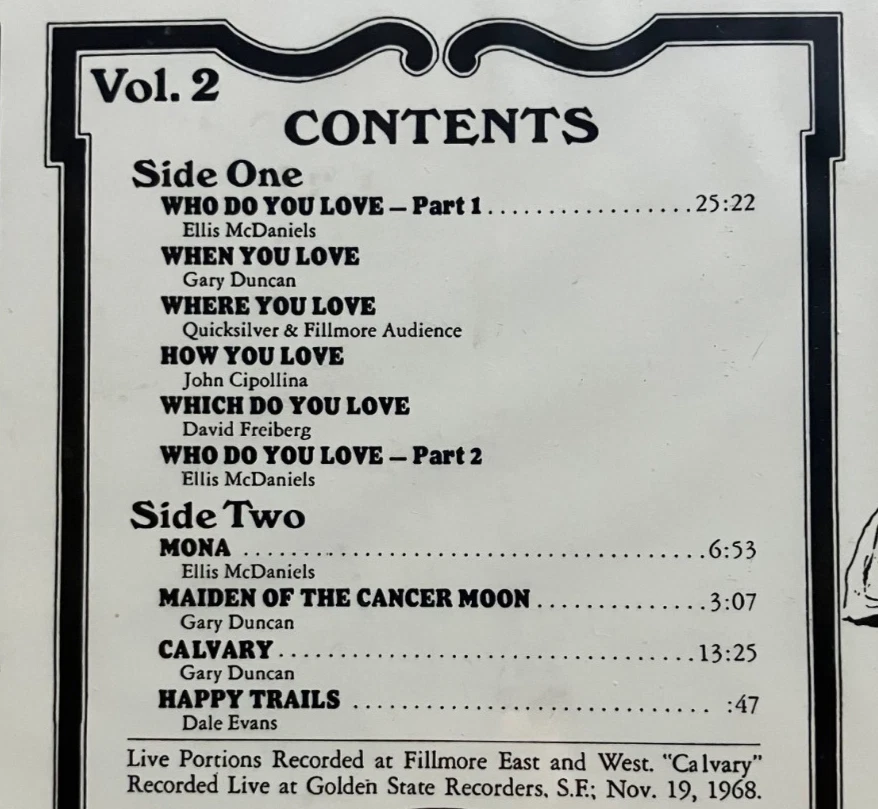 Vol. 2
CONTENTS
Side One
WHO DO YOU LOVE – Part 1.................25:22
Ellis McDaniels
WHEN YOU LOVE
Gary Duncan
WHERE YOU LOVE
Quicksilver & Fillmore Audience
HOW YOU LOVE
John Cipollina
WHICH DO YOU LOVE
David Freiberg
WHO DO YOU LOVE – Part 2
Ellis McDaniels
Side Two
MONA ......................................6:53
Ellis McDaniels
MAIDEN OF THE CANCER MOON..............3:07
Gary Duncan
CALVARY..................................13:25
Gary Duncan
HAPPY TRAILS ............................. :47
Dale Evans
Live Portions Recorded at Fillmore East and West. "Calvary"
Recorded Live at Golden State Recorders, S.F.; Nov. 19, 1968.